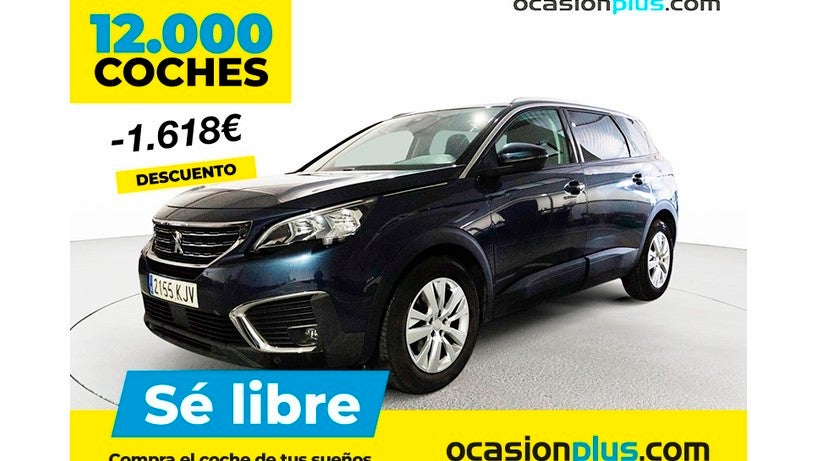 ocasionplus.com
12.000
COCHES
-1.618€
DESCUENTO
2155 KJV
Sé libre
Compra el coche de tus sueños
ocasionplus.com